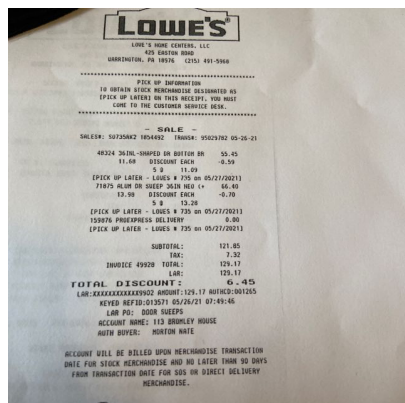 LOWE'S®
LOWE'S HOME CENTERS, LLC
425 EASTON ROAD
WARRINGTON, PA 18976 (215) 491-5960
PICK UP INFORMATION
TO OBTAIN STOCK MERCHANDISE DESIGNATED AS
[PICK UP LATER] ON THIS RECEIPT, YOU MUST
COME TO THE CUSTOMER SERVICE DESK.
- SALE -
SALES#: SO735AK2 1854492 TRANS#: 95029782 05-26-21
48324 36INL-SHAPED DR BOTTOM BR 55.45
11.68 DISCOUNT EACH -0.59
5 @ 11.09
[PICK UP LATER - LOWES # 735 on 05/27/2021]
71875 ALUM DR SWEEP 36IN NEO (+ 66.40
13.98 DISCOUNT EACH -0.70
5 @ 13.28
[PICK UP LATER - LOWES # 735 on 05/27/2021]
159876 PROEXPRESS DELIVERY 0.00
[PICK UP LATER - LOWES # 735 on 05/27/2021]
SUBTOTAL: 121.85
TAX: 7.32
INVOICE 49928 TOTAL: 129.17
LAR: 129.17
TOTAL DISCOUNT: 6.45
LAR:XXXXXXXXXXXX9902 AMOUNT:129.17 AUTHCD:001265
KEYED REFID:013571 05/26/21 07:49:46
LAR PO: DOOR SWEEPS
ACCOUNT NAME: 113 BROMLEY HOUSE
AUTH BUYER: MORTON NATE
ACCOUNT WILL BE BILLED UPON MERCHANDISE TRANSACTION
DATE FOR STOCK MERCHANDISE AND NO LATER THAN 90 DAYS
FROM TRANSACTION DATE FOR SOS OR DIRECT DELIVERY
MERCHANDISE.